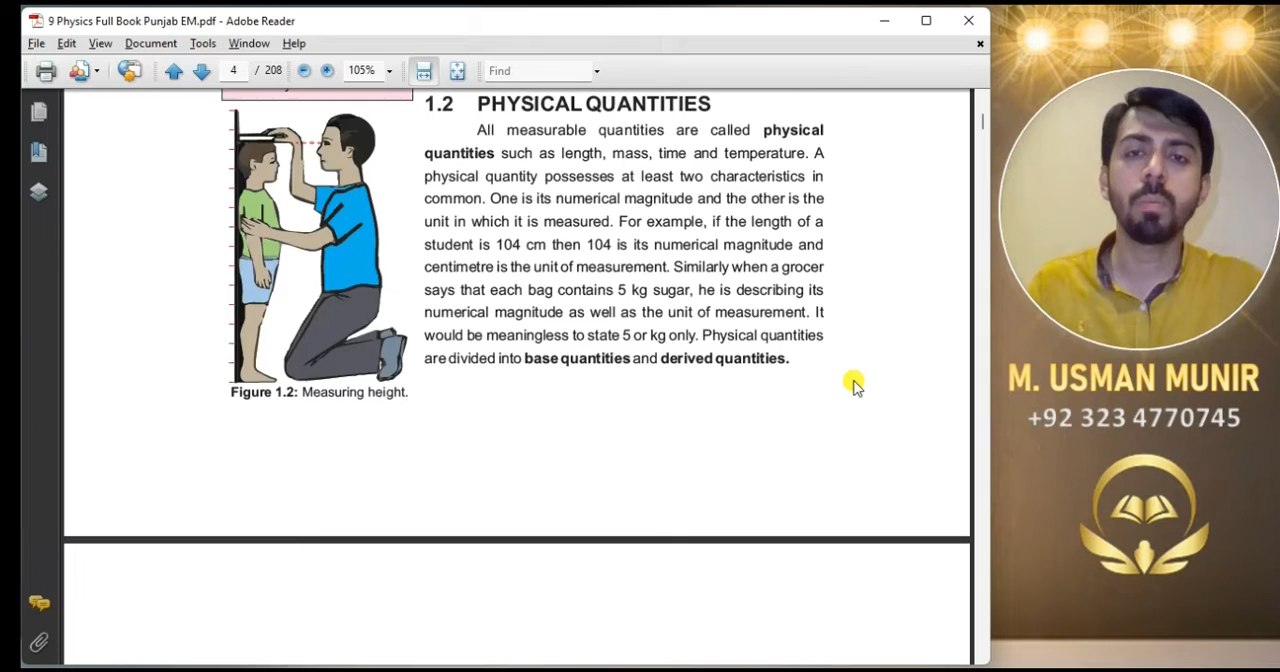 9 Physics Full Book Punjab EM.pdf - Adobe Reader
File Edit View Document Tools Window Help
4 / 208 105% Find
1.2 PHYSICAL QUANTITIES
All measurable quantities are called physical
quantities such as length, mass, time and temperature. A
physical quantity possesses at least two characteristics in
common. One is its numerical magnitude and the other is the
unit in which it is measured. For example, if the length of a
student is 104 cm then 104 is its numerical magnitude and
centimetre is the unit of measurement. Similarly when a grocer
says that each bag contains 5 kg sugar, he is describing its
numerical magnitude as well as the unit of measurement. It
would be meaningless to state 5 or kg only. Physical quantities
are divided into base quantities and derived quantities.
Figure 1.2: Measuring height.
M. USMAN MUNIR
+92 323 4770745